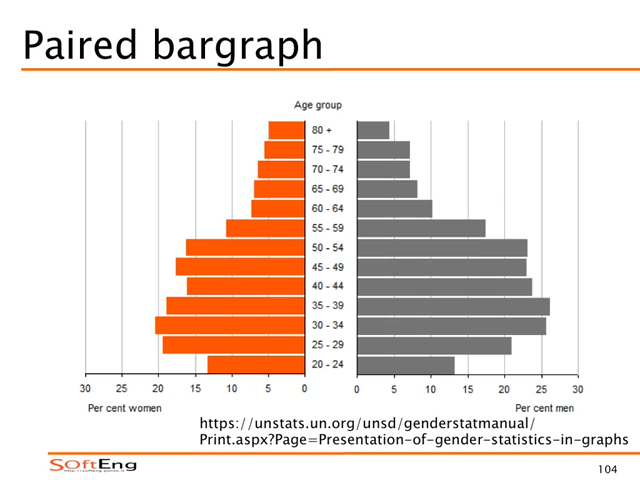 Paired bargraph
Age group
80 +
75 - 79
70 - 74
65 - 69
60 - 64
55 - 59
50 - 54
45 - 49
40 - 44
35 - 39
30 - 34
25 - 29
20 - 24
30 25 20 15 10 5 0 0 5 10 15 20 25 30
Per cent women Per cent men
https://unstats.un.org/unsd/genderstatmanual/
Print.aspx?Page=Presentation-of-gender-statistics-in-graphs
SOftEng
104